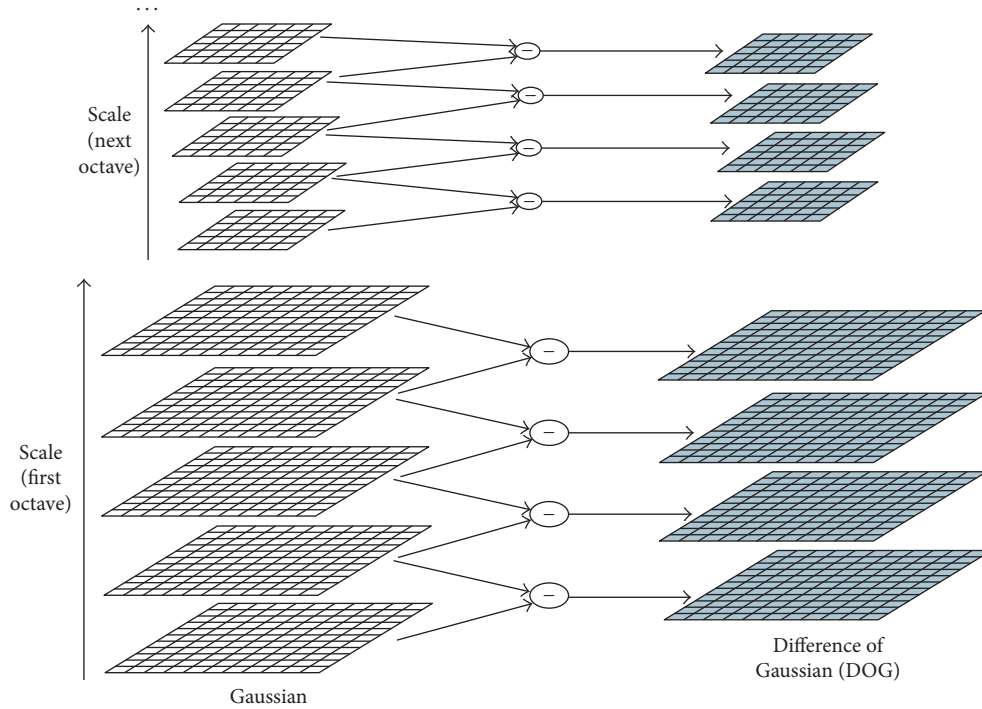 ...
Scale
(next
octave)
−
−
−
−
Scale
(first
octave)
−
−
−
−
Gaussian
Difference of
Gaussian (DOG)